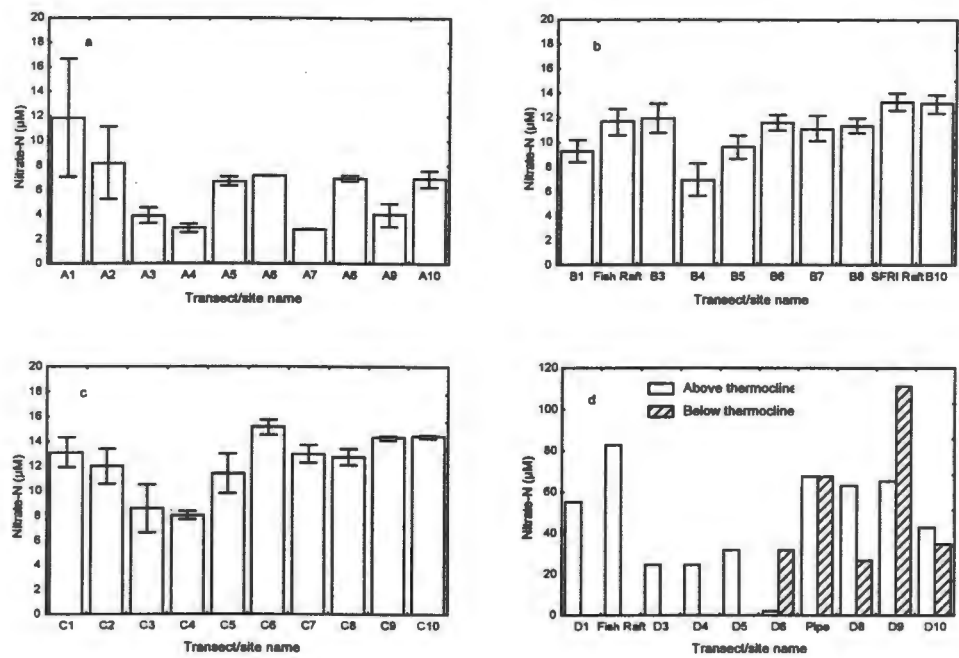 20
18
16
14
12
10
8
6
4
2
0
Nitrate-N (µM)
a
A1 A2 A3 A4 A5 A6 A7 A8 A9 A10
Transect/site name
20
18
16
14
12
10
8
6
4
2
0
Nitrate-N (µM)
b
B1 Fish Raft B3 B4 B5 B6 B7 B8 SFRI Raft B10
Transect/site name
20
18
16
14
12
10
8
6
4
2
0
Nitrate-N (µM)
c
C1 C2 C3 C4 C5 C6 C7 C8 C9 C10
Transect/site name
120
100
80
60
40
20
0
Nitrate-N (µM)
d
Above thermocline
Below thermocline
D1 Fish Raft D3 D4 D5 D6 Pipe D8 D9 D10
Transect/site name